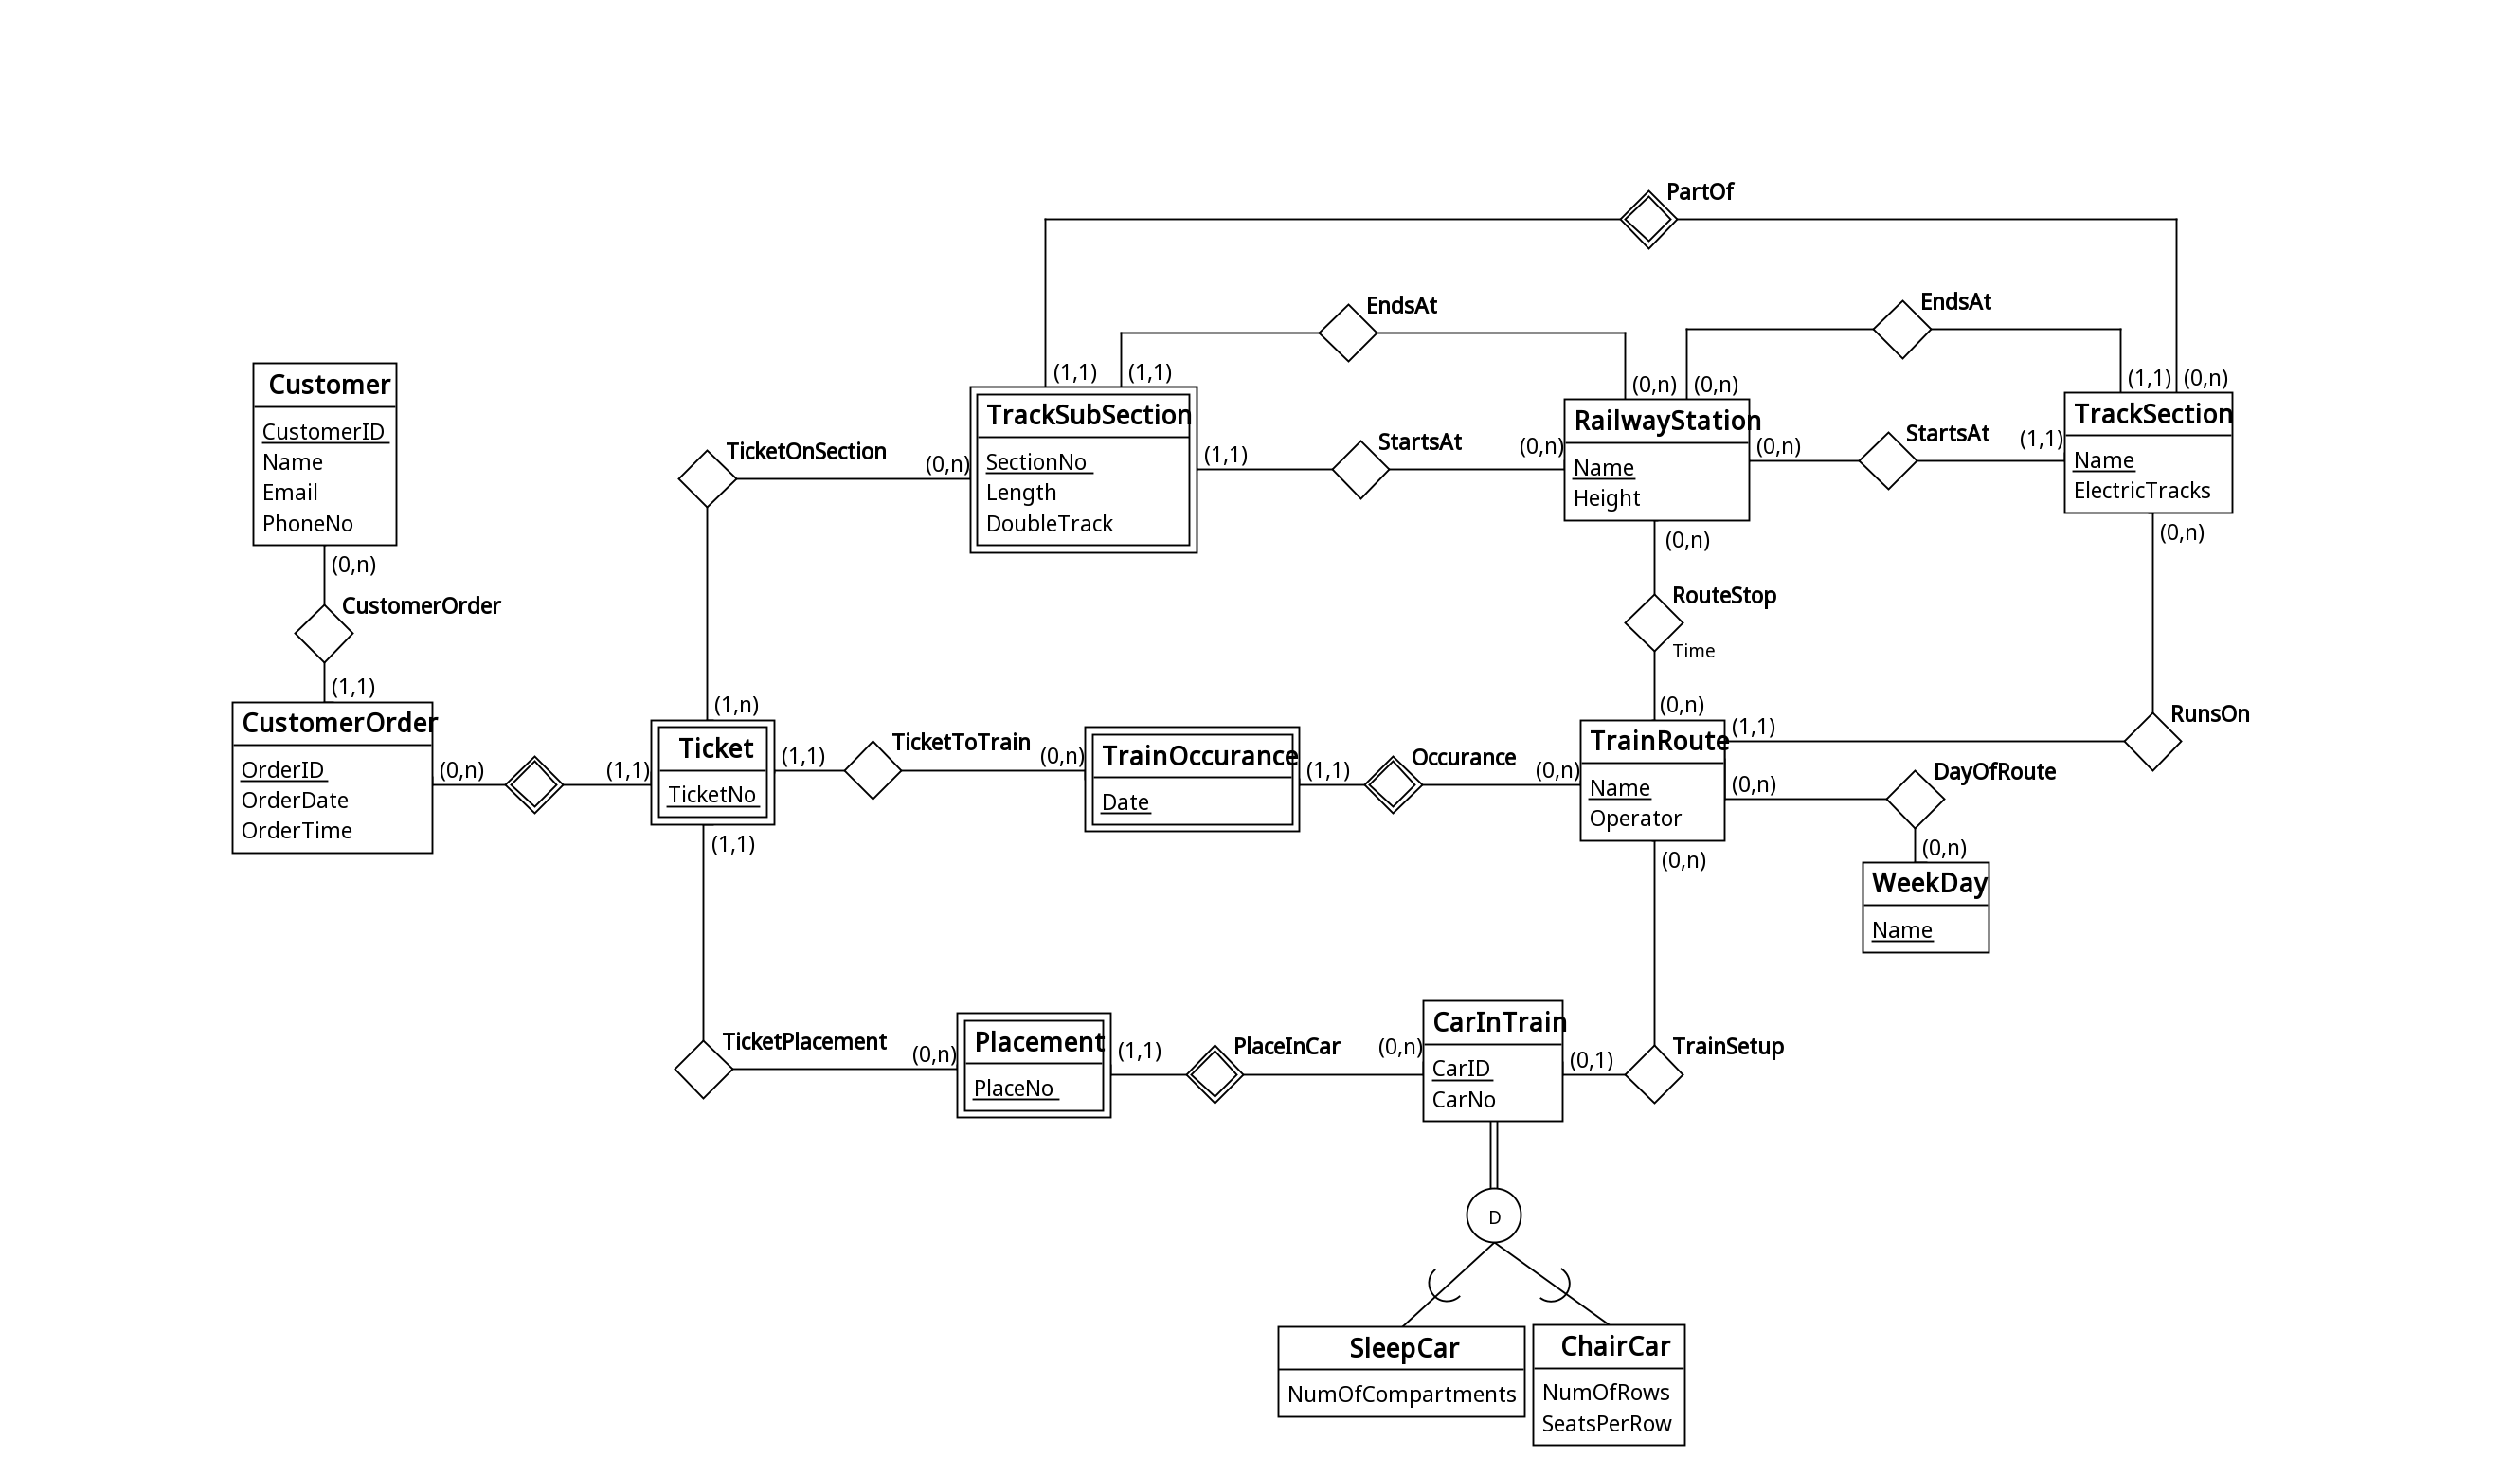 PartOf
EndsAt
EndsAt
(1,1)
(1,1)
(0,n)
(0,n)
(1,1)
(0,n)
Customer
CustomerID
Name
Email
PhoneNo
(0,n)
CustomerOrder
(1,1)
TicketOnSection
(0,n)
TrackSubSection
SectionNo
Length
DoubleTrack
(1,1)
StartsAt
(0,n)
RailwayStation
Name
Height
(0,n)
StartsAt
(1,1)
TrackSection
Name
ElectricTracks
(0,n)
(0,n)
RouteStop
Time
(0,n)
CustomerOrder
OrderID
OrderDate
OrderTime
(0,n)
(1,1)
(1,n)
Ticket
TicketNo
(1,1)
TicketToTrain
(0,n)
TrainOccurance
Date
(1,1)
Occurance
(0,n)
TrainRoute
Name
Operator
(1,1)
RunsOn
(0,n)
DayOfRoute
(0,n)
WeekDay
Name
(1,1)
(0,n)
TicketPlacement
(0,n)
Placement
PlaceNo
(1,1)
PlaceInCar
(0,n)
CarInTrain
CarID
CarNo
(0,1)
TrainSetup
D
SleepCar
NumOfCompartments
ChairCar
NumOfRows
SeatsPerRow